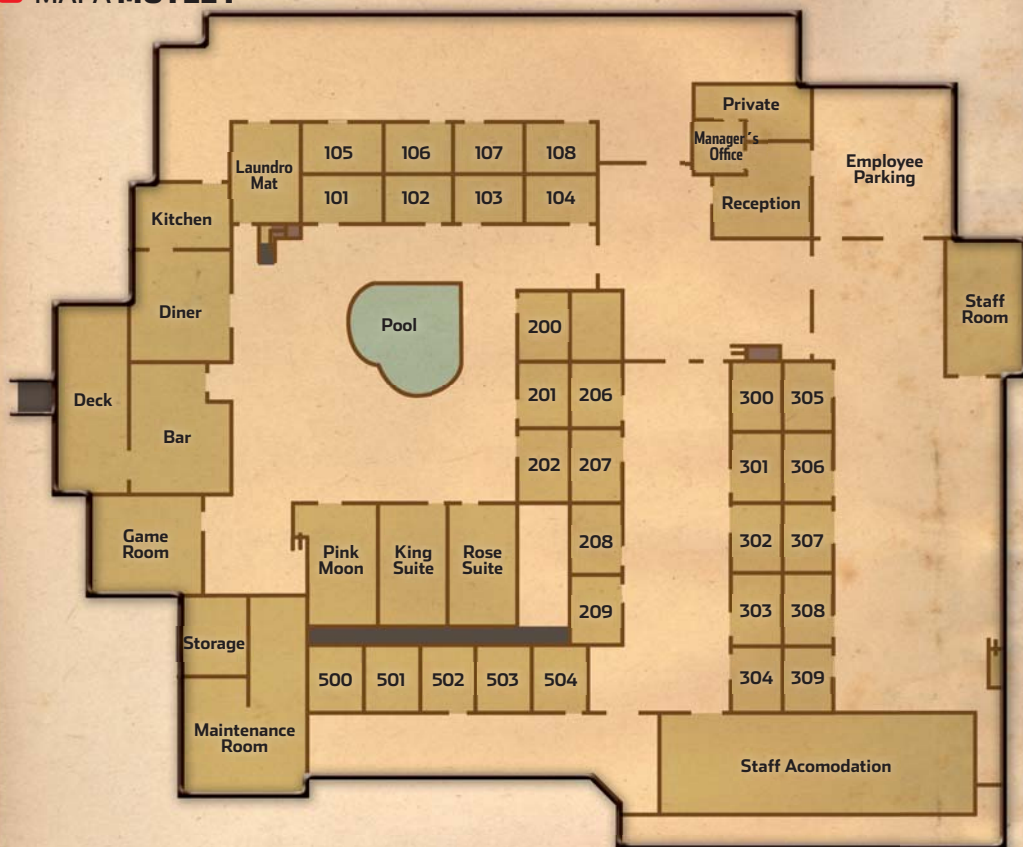 MAPA MOTEL
Private
Manager´s
Office
Employee
Parking
105
106
107
108
Laundro
Mat
101
102
103
104
Reception
Kitchen
Diner
Pool
200
Staff
Room
Deck
201
206
300
305
Bar
202
207
301
306
Game
Room
Pink
Moon
King
Suite
Rose
Suite
208
302
307
209
303
308
Storage
500
501
502
503
504
304
309
Maintenance
Room
Staff Acomodation